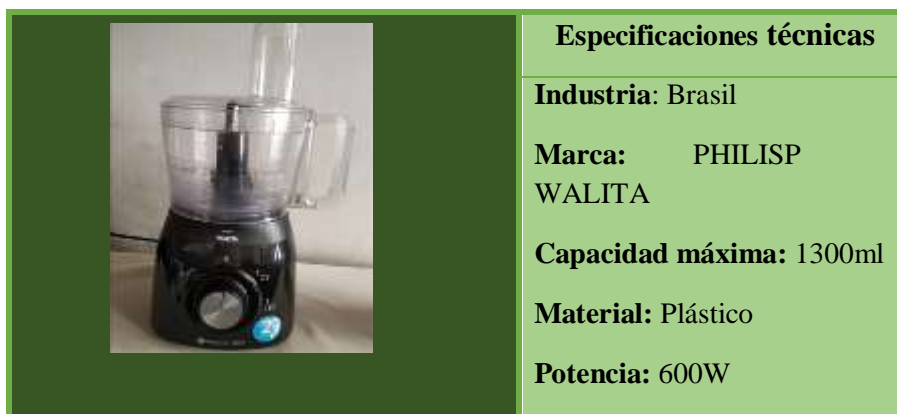 Especificaciones técnicas
Industria: Brasil
Marca: PHILISP
WALITA
Capacidad máxima: 1300ml
Material: Plástico
Potencia: 600W